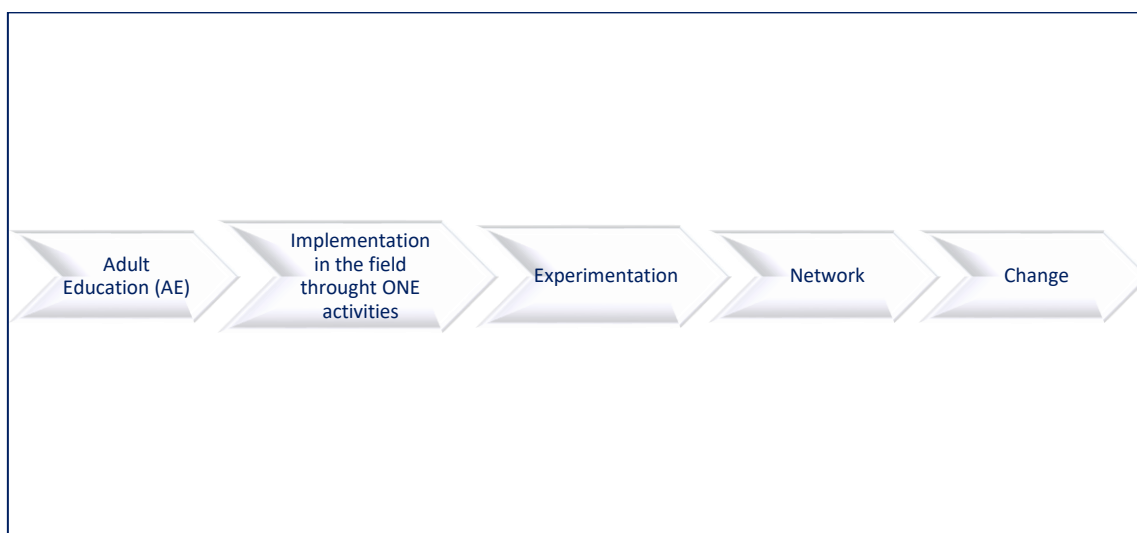 Adult
Education (AE)
Implementation
in the field
throught ONE
activities
Experimentation
Network
Change